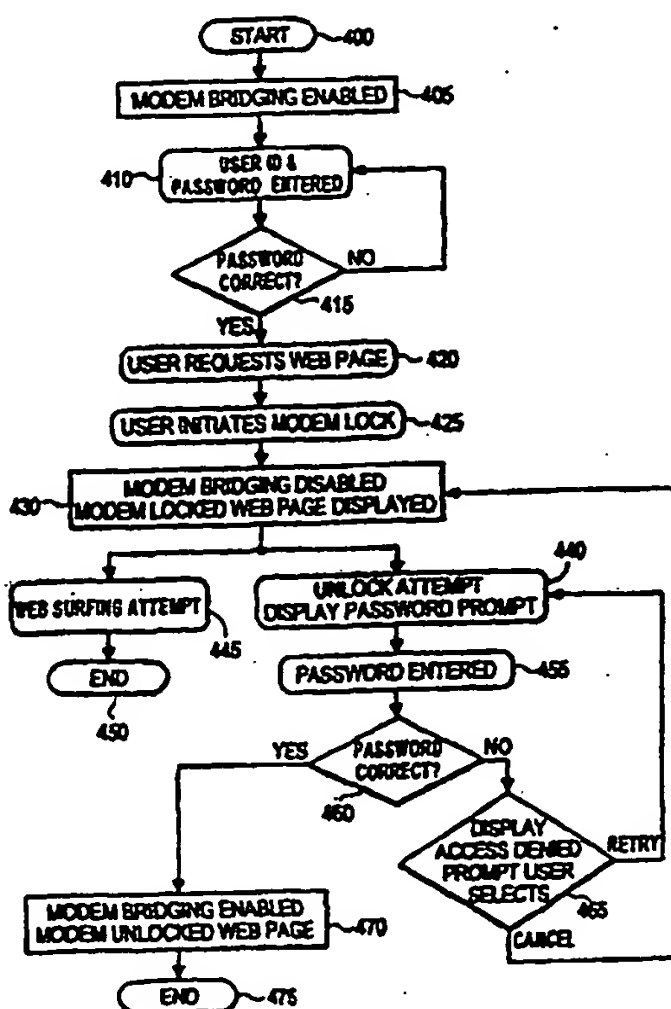 START
400
MODEM BRIDGING ENABLED
405
USER ID &
PASSWORD ENTERED
410
NO
PASSWORD
CORRECT?
415
YES
USER REQUESTS WEB PAGE
420
USER INITIATES MODEM LOCK
425
MODEM BRIDGING DISABLED
MODEM LOCKED WEB PAGE DISPLAYED
430
440
UNLOCK ATTEMPT
DISPLAY PASSWORD PROMPT
WEB SURFING ATTEMPT
445
END
450
PASSWORD ENTERED
455
YES
PASSWORD
CORRECT?
NO
460
DISPLAY
ACCESS DENIED
PROMPT USER
SELECTS
RETRY
465
CANCEL
MODEM BRIDGING ENABLED
MODEM UNLOCKED WEB PAGE
470
END
475